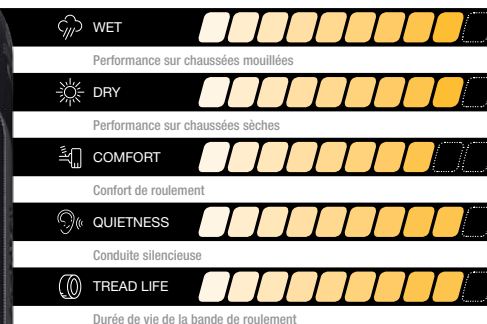 WET
Performance sur chaussées mouillées
DRY
Performance sur chaussées sèches
COMFORT
Confort de roulement
QUIETNESS
Conduite silencieuse
TREAD LIFE
Durée de vie de la bande de roulement